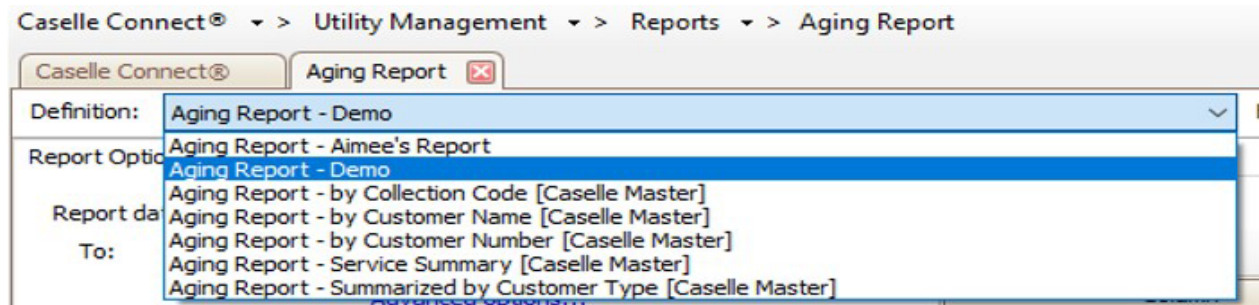 Caselle Connect® > Utility Management > Reports > Aging Report
Caselle Connect® Aging Report
Definition: Aging Report - Demo
Aging Report - Aimee's Report
Report Optio
Aging Report - Demo
Aging Report - by Collection Code [Caselle Master]
Report da
Aging Report - by Customer Name [Caselle Master]
To:
Aging Report - by Customer Number [Caselle Master]
Aging Report - Service Summary [Caselle Master]
Aging Report - Summarized by Customer Type [Caselle Master]